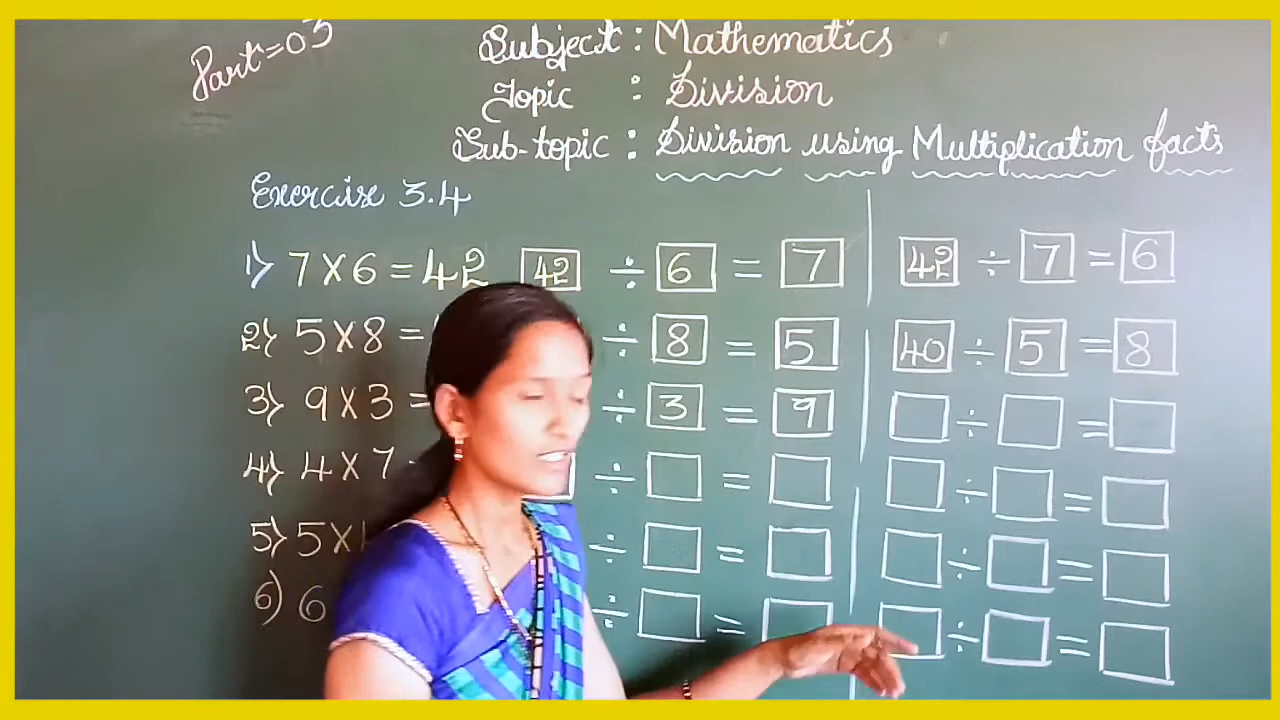 Part=03
Subject : Mathematics
Topic : Division
Sub-topic : Division using Multiplication facts
Exercise 3.4
1) 7 X 6 = 42 42 ÷ 6 = 7 42 ÷ 7 = 6
2) 5 X 8 = ÷ 8 = 5 40 ÷ 5 = 8
3) 9 X 3 = ÷ 3 = 9 ÷ =
4) 4 X 7 ÷ = ÷ =
5) 5 X ÷ = ÷ =
6) 6 ÷ = ÷ =